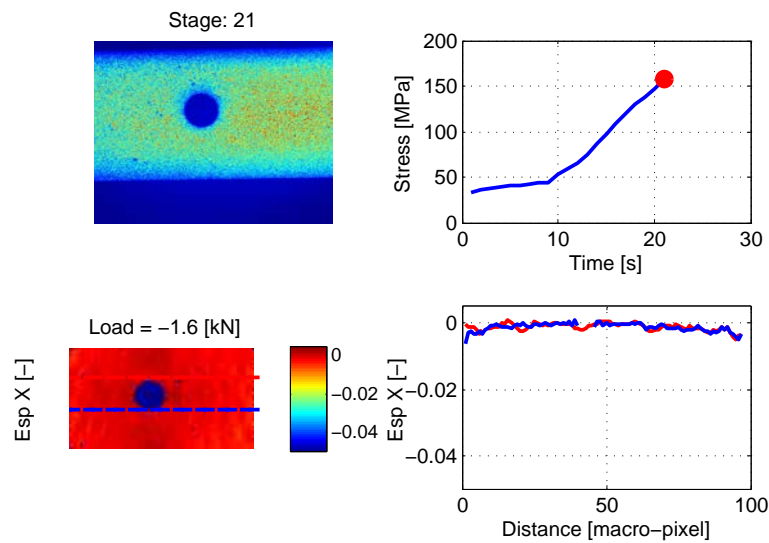 Stage: 21
200
150
100
50
0
Stress [MPa]
0
10
20
30
Time [s]
Load = −1.6 [kN]
Esp X [−]
0
−0.02
−0.04
0
−0.02
−0.04
Esp X [−]
0
50
100
Distance [macro−pixel]